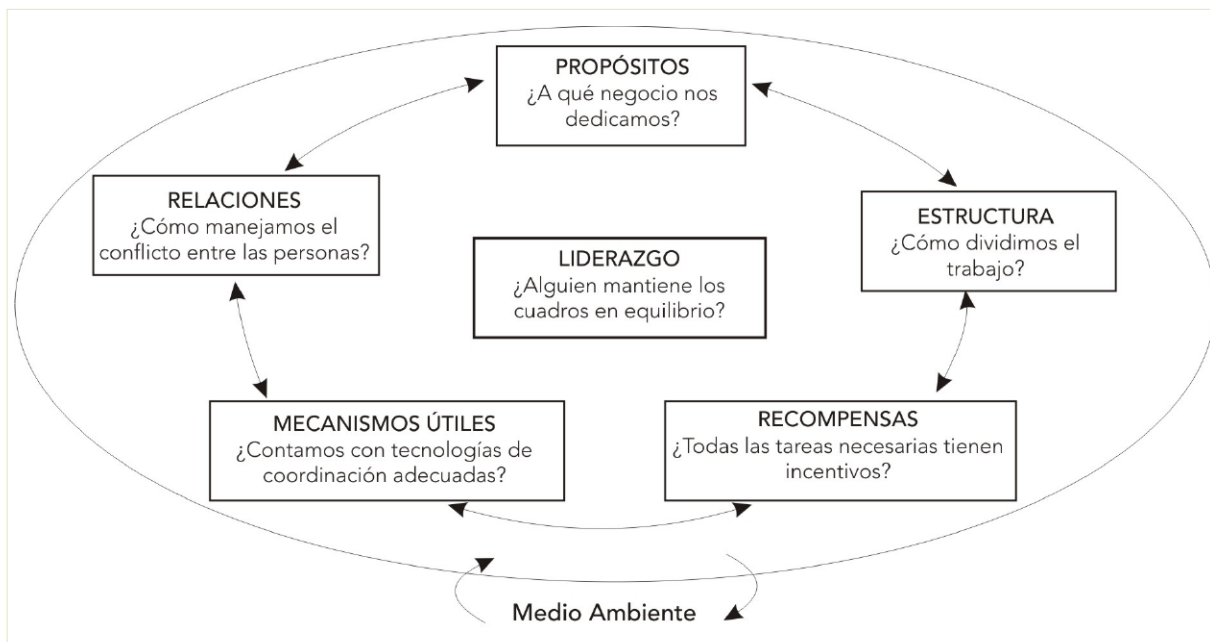 PROPÓSITOS
¿A qué negocio nos
dedicamos?
RELACIONES
¿Cómo manejamos el
conflicto entre las personas?
ESTRUCTURA
¿Cómo dividimos el
trabajo?
LIDERAZGO
¿Alguien mantiene los
cuadros en equilibrio?
MECANISMOS ÚTILES
¿Contamos con tecnologías de
coordinación adecuadas?
RECOMPENSAS
¿Todas las tareas necesarias tienen
incentivos?
Medio Ambiente